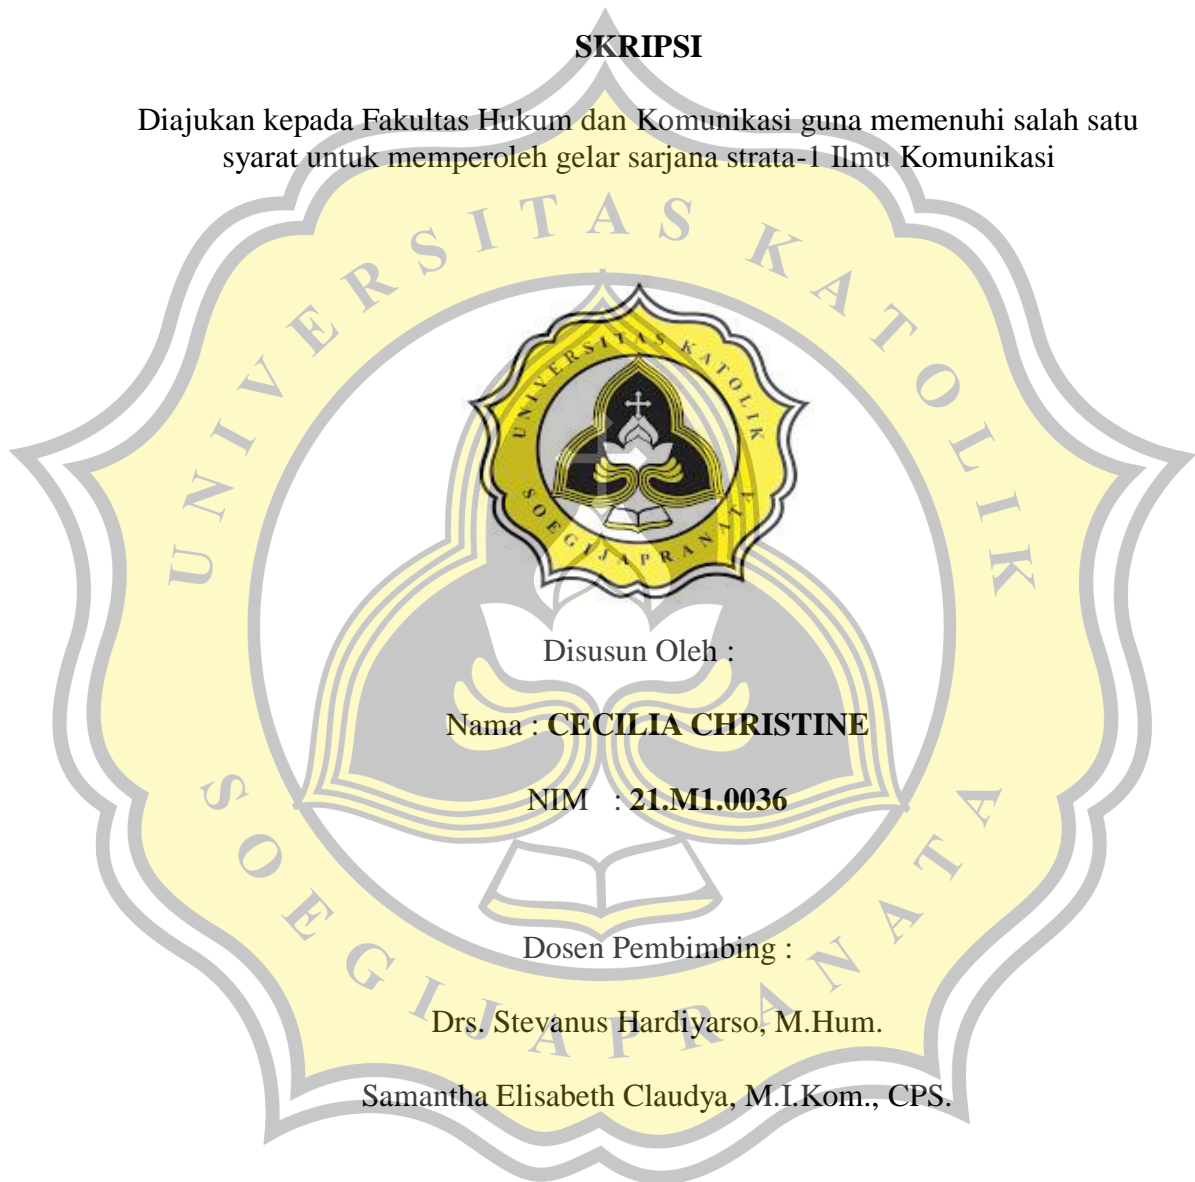 SKRIPSI
Diajukan kepada Fakultas Hukum dan Komunikasi guna memenuhi salah satu
syarat untuk memperoleh gelar sarjana strata-1 Ilmu Komunikasi
UNIVERSITAS KATOLIK
SOEGIJAPRANATA
UNIVERSITAS KATOLIK
SOEGIJAPRANATA
Disusun Oleh :
Nama : CECILIA CHRISTINE
NIM : 21.M1.0036
Dosen Pembimbing :
Drs. Stevanus Hardiyarso, M.Hum.
Samantha Elisabeth Claudya, M.I.Kom., CPS.